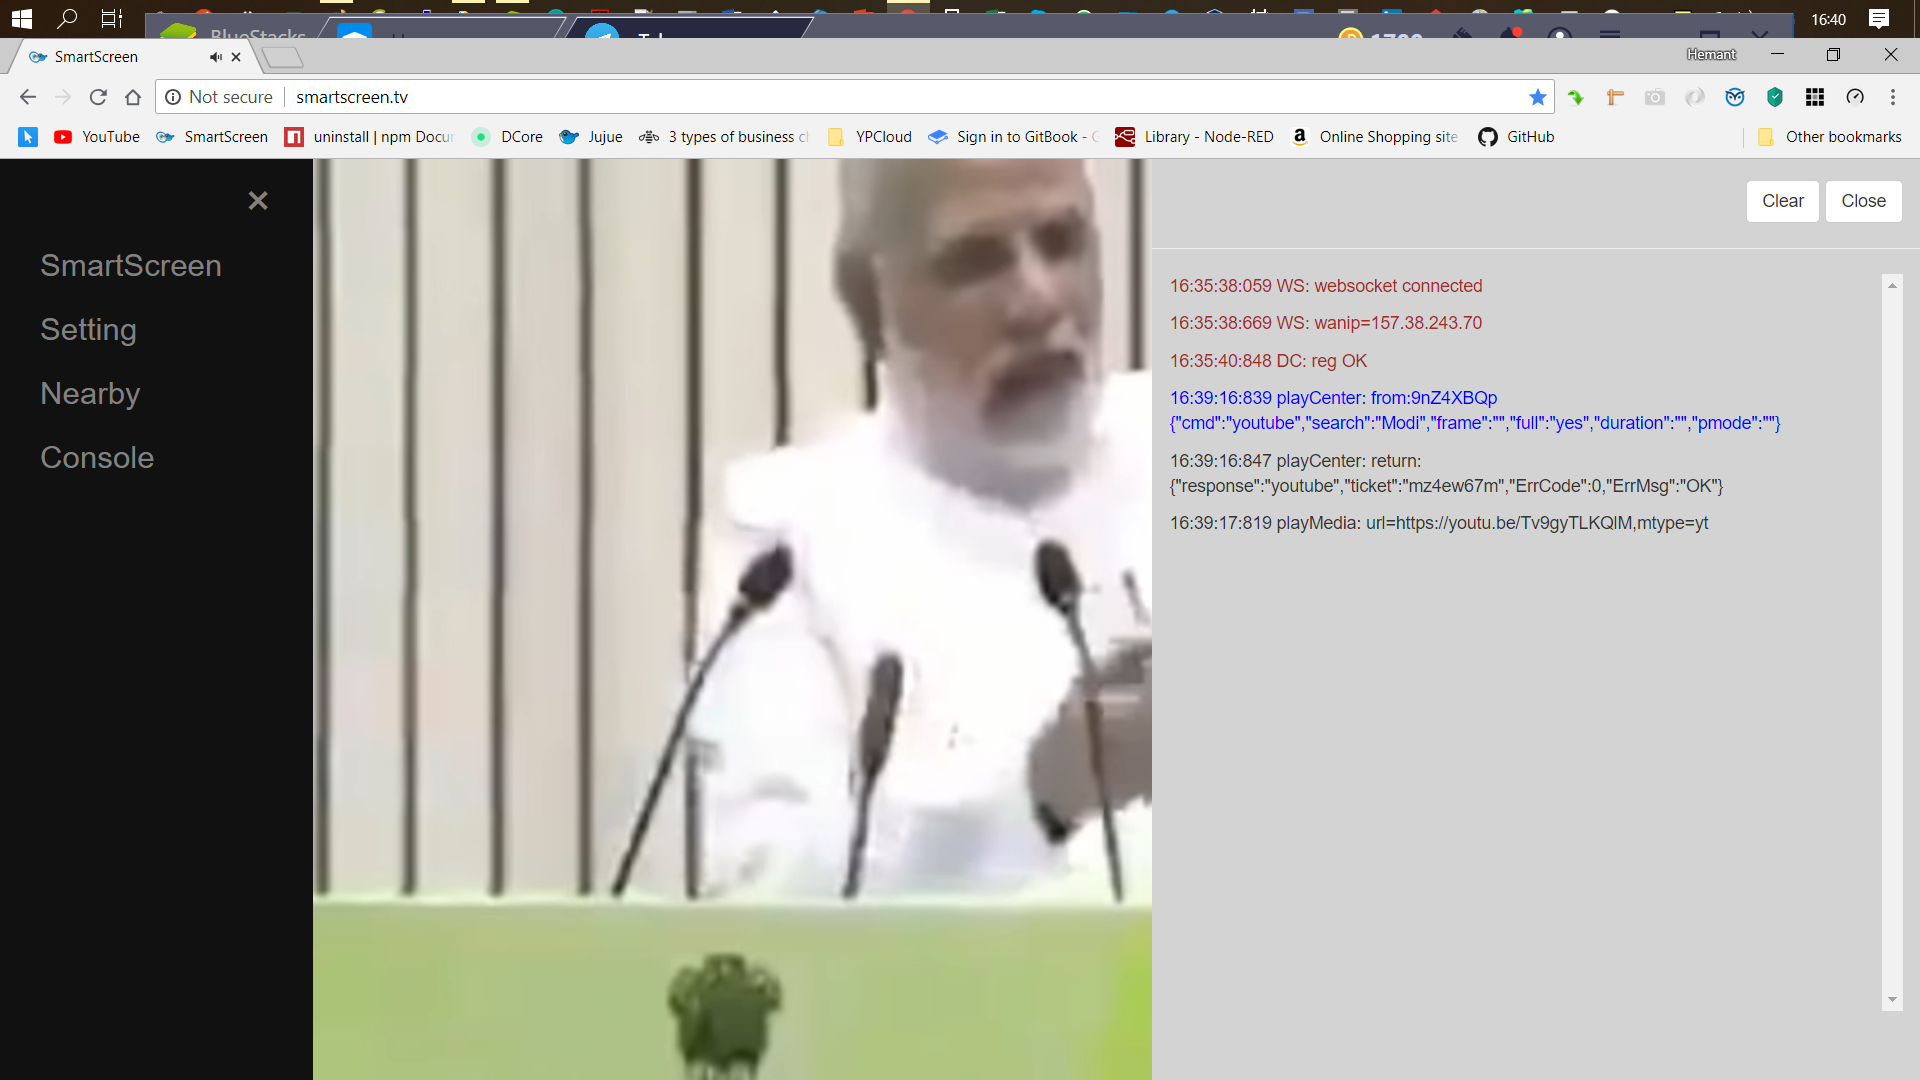 16:40
BlueStacks
SmartScreen
Hemant
Not secure
smartscreen.tv
YouTube
SmartScreen
uninstall | npm Docu
DCore
Jujue
3 types of business c
YPCloud
Sign in to GitBook -
Library - Node-RED
Online Shopping site
GitHub
Other bookmarks
×
SmartScreen
Setting
Nearby
Console
Clear
Close
16:35:38:059 WS: websocket connected
16:35:38:669 WS: wanip=157.38.243.70
16:35:40:848 DC: reg OK
16:39:16:839 playCenter: from:9nZ4XBQp
{"cmd":"youtube","search":"Modi","frame":"","full":"yes","duration":"","pmode":""}
16:39:16:847 playCenter: return:
{"response":"youtube","ticket":"mz4ew67m","ErrCode":0,"ErrMsg":"OK"}
16:39:17:819 playMedia: url=https://youtu.be/Tv9gyTLKQlM,mtype=yt